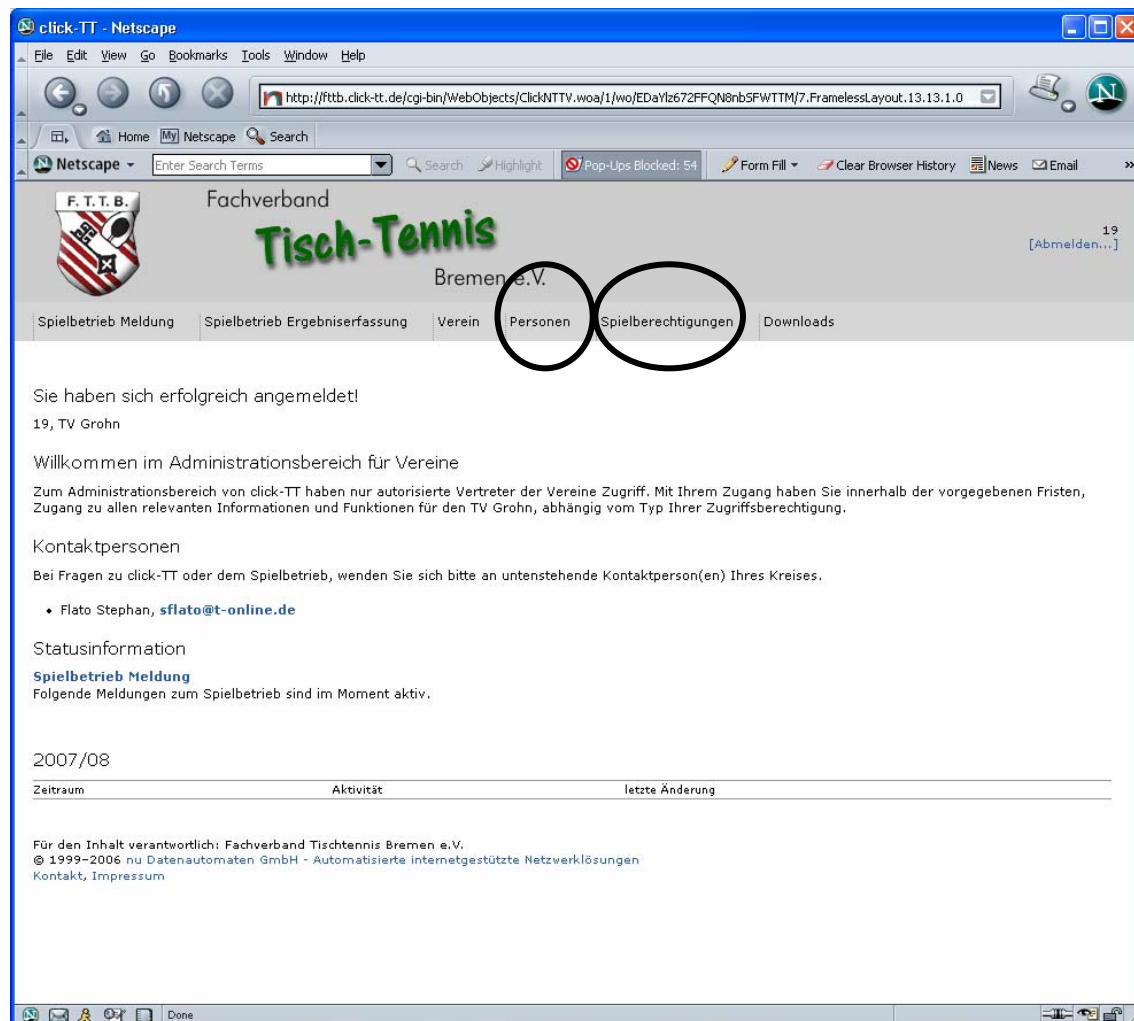 click-TT - Netscape
File Edit View Go Bookmarks Tools Window Help
http://fttb.click-tt.de/cgi-bin/WebObjects/ClickNTTV.woa/1/wo/EDaYlz672FFQN8nbSFWTTM/7.FramelessLayout.13.13.1.0
Home My Netscape Search
Netscape Enter Search Terms Search Highlight Pop-Ups Blocked: 54 Form Fill Clear Browser History News Email »
F. T. T. B.
Fachverband
Tisch-Tennis
Bremen e.V.
19
[Abmelden...]
Spielbetrieb Meldung Spielbetrieb Ergebniserfassung Verein Personen Spielberechtigungen Downloads
Sie haben sich erfolgreich angemeldet!
19, TV Grohn
Willkommen im Administrationsbereich für Vereine
Zum Administrationsbereich von click-TT haben nur autorisierte Vertreter der Vereine Zugriff. Mit Ihrem Zugang haben Sie innerhalb der vorgegebenen Fristen,
Zugang zu allen relevanten Informationen und Funktionen für den TV Grohn, abhängig vom Typ Ihrer Zugriffsberechtigung.
Kontaktpersonen
Bei Fragen zu click-TT oder dem Spielbetrieb, wenden Sie sich bitte an untenstehende Kontaktperson(en) Ihres Kreises.
• Flato Stephan, sflato@t-online.de
Statusinformation
Spielbetrieb Meldung
Folgende Meldungen zum Spielbetrieb sind im Moment aktiv.
2007/08
Zeitraum Aktivität letzte Änderung
Für den Inhalt verantwortlich: Fachverband Tischtennis Bremen e.V.
© 1999-2006 nu Datenautomaten GmbH - Automatisierte internetgestützte Netzwerklösungen
Kontakt, Impressum
Done